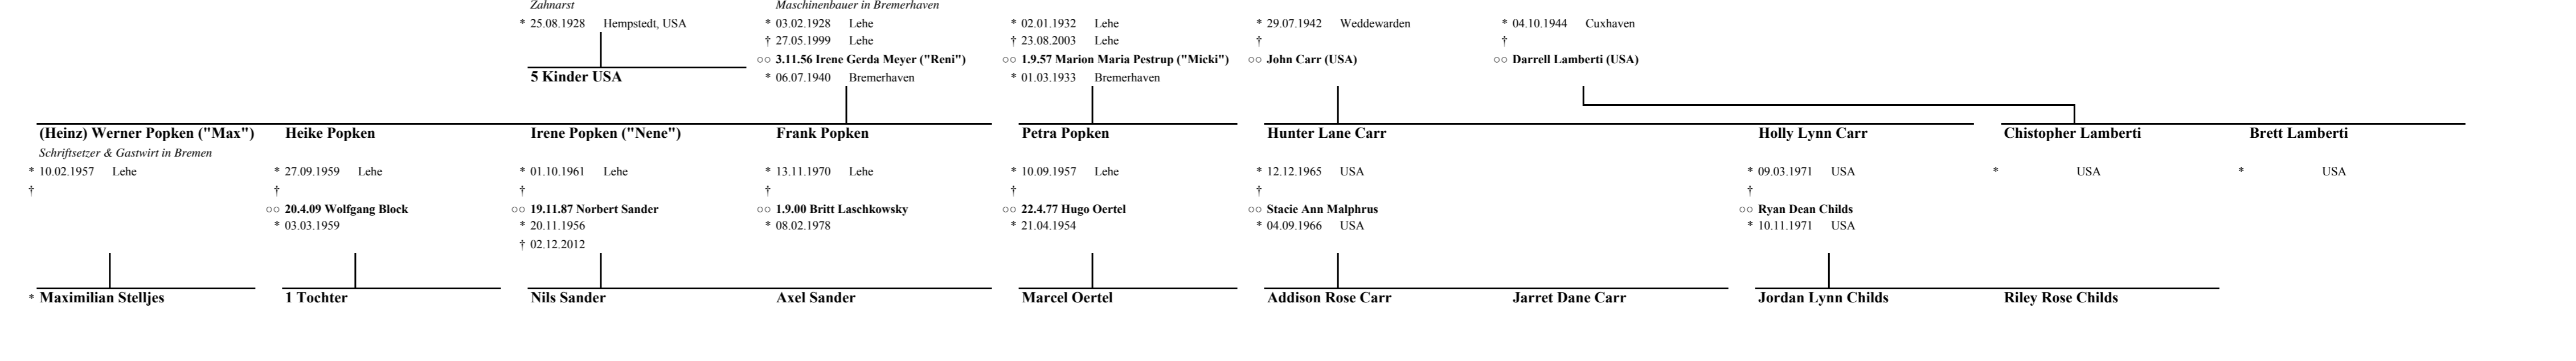 Zahnarst
Maschinenbauer in Bremerhaven
* 25.08.1928 Hempstedt, USA
* 03.02.1928 Lehe
* 02.01.1932 Lehe
* 29.07.1942 Weddewarden
* 04.10.1944 Cuxhaven
† 27.05.1999 Lehe
† 23.08.2003 Lehe
†
†
○○ 3.11.56 Irene Gerda Meyer ("Reni")
○○ 1.9.57 Marion Maria Pestrup ("Micki")
○○ John Carr (USA)
○○ Darrell Lamberti (USA)
5 Kinder USA
* 06.07.1940 Bremerhaven
* 01.03.1933 Bremerhaven
(Heinz) Werner Popken ("Max")
Heike Popken
Irene Popken ("Nene")
Frank Popken
Petra Popken
Hunter Lane Carr
Holly Lynn Carr
Chistopher Lamberti
Brett Lamberti
Schriftsetzer & Gastwirt in Bremen
* 10.02.1957 Lehe
* 27.09.1959 Lehe
* 01.10.1961 Lehe
* 13.11.1970 Lehe
* 10.09.1957 Lehe
* 12.12.1965 USA
* 09.03.1971 USA
* USA
* USA
†
†
†
†
†
†
†
○○ 20.4.09 Wolfgang Block
○○ 19.11.87 Norbert Sander
○○ 1.9.00 Britt Laschkowsky
○○ 22.4.77 Hugo Oertel
○○ Stacie Ann Malphrus
○○ Ryan Dean Childs
* 03.03.1959
* 20.11.1956
* 08.02.1978
* 21.04.1954
* 04.09.1966 USA
* 10.11.1971 USA
† 02.12.2012
* Maximilian Stelljes
1 Tochter
Nils Sander
Axel Sander
Marcel Oertel
Addison Rose Carr
Jarret Dane Carr
Jordan Lynn Childs
Riley Rose Childs